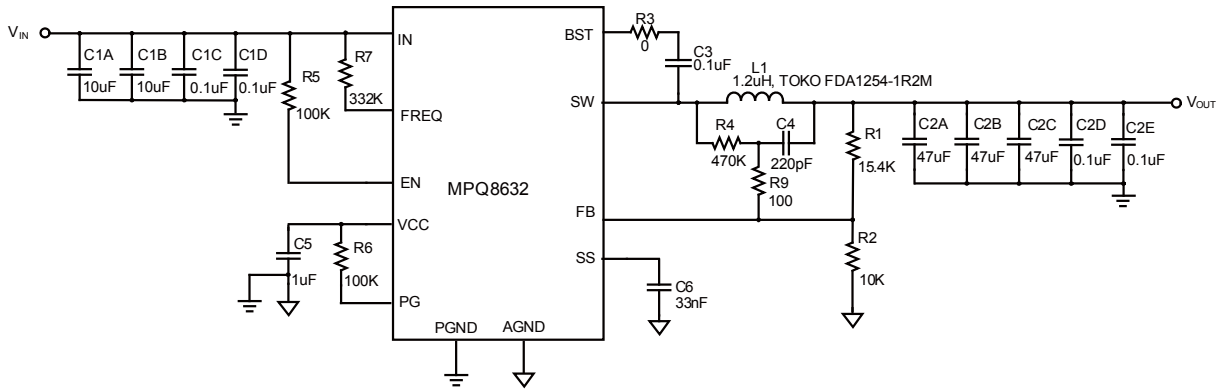 VIN
C1A
10uF
C1B
10uF
C1C
0.1uF
C1D
0.1uF
R5
100K
R7
332K
IN
FREQ
EN
VCC
PG
PGND
AGND
MPQ8632
BST
SW
FB
SS
C5
1uF
R6
100K
R3
0
C3
0.1uF
L1
1.2uH, TOKO FDA1254-1R2M
R4
470K
C4
220pF
R9
100
R1
15.4K
R2
10K
C6
33nF
C2A
47uF
C2B
47uF
C2C
47uF
C2D
0.1uF
C2E
0.1uF
VOUT